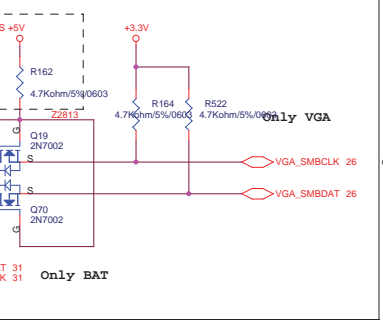 S +5V
+3.3V
R162
4.7Kohm/5%/0603
R164
R522
4.7Kohm/5%/0603
4.7Kohm/5%/0603
Only VGA
Z2813
G
Q19
2N7002
S
VGA_SMBCLK 26
S
VGA_SMBDAT 26
Q70
2N7002
G
AT 31
K 31
Only BAT